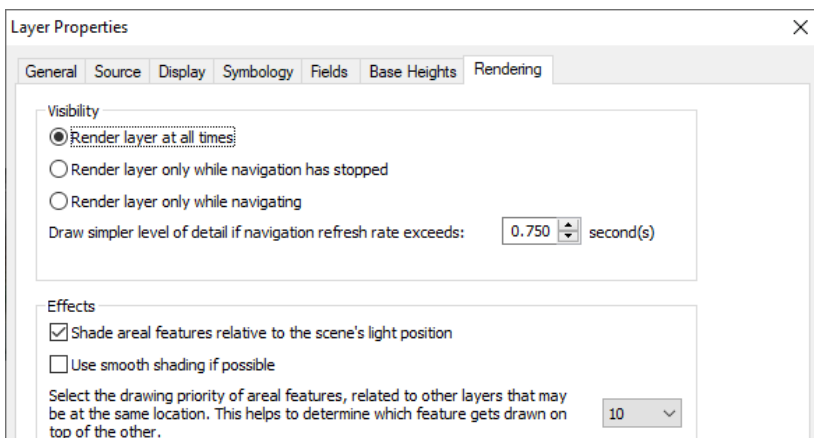 Layer Properties
General Source Display Symbology Fields Base Heights Rendering
Visibility
Render layer at all times
Render layer only while navigation has stopped
Render layer only while navigating
Draw simpler level of detail if navigation refresh rate exceeds: 0.750 second(s)
Effects
Shade areal features relative to the scene's light position
Use smooth shading if possible
Select the drawing priority of areal features, related to other layers that may
be at the same location. This helps to determine which feature gets drawn on 10
top of the other.